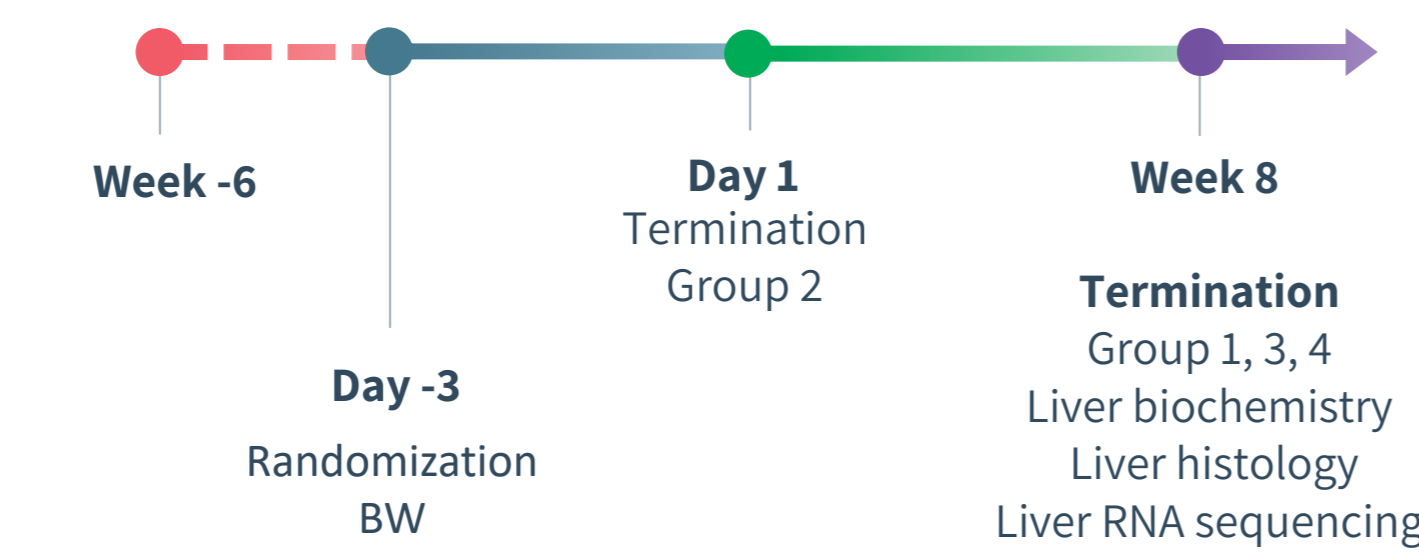 Week -6
Day -3
Randomization
BW
Day 1
Termination
Group 2
Week 8
Termination
Group 1, 3, 4
Liver biochemistry
Liver histology
Liver RNA sequencing